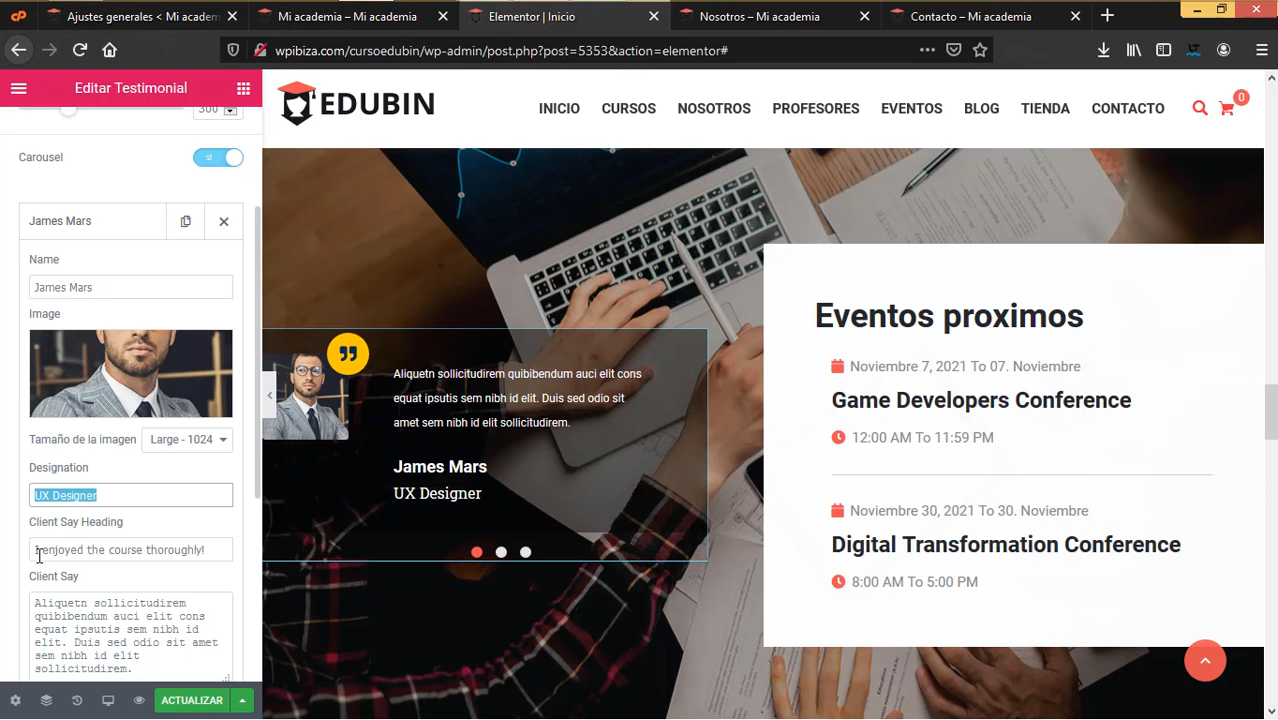 Ajustes generales < Mi academ
Mi academia – Mi academia
Elementor | Inicio
Nosotros – Mi academia
Contacto – Mi academia
wpibiza.com/cursoedubin/wp-admin/post.php?post=5353&action=elementor#
Editar Testimonial
EDUBIN
INICIO
CURSOS
NOSOTROS
PROFESORES
EVENTOS
BLOG
TIENDA
CONTACTO
0
300
Carousel
SÍ
James Mars
Name
James Mars
Image
Tamaño de la imagen
Large - 1024
Designation
UX Designer
Client Say Heading
I enjoyed the course thoroughly!
Client Say
Aliquetn sollicitudirem
quibibendum auci elit cons
equat ipsutis sem nibh id
elit. Duis sed odio sit amet
sem nibh id elit
sollicitudirem.
ACTUALIZAR
Aliquetn sollicitudirem quibibendum auci elit cons
equat ipsutis sem nibh id elit. Duis sed odio sit
amet sem nibh id elit sollicitudirem.
James Mars
UX Designer
Eventos proximos
Noviembre 7, 2021 To 07. Noviembre
Game Developers Conference
12:00 AM To 11:59 PM
Noviembre 30, 2021 To 30. Noviembre
Digital Transformation Conference
8:00 AM To 5:00 PM